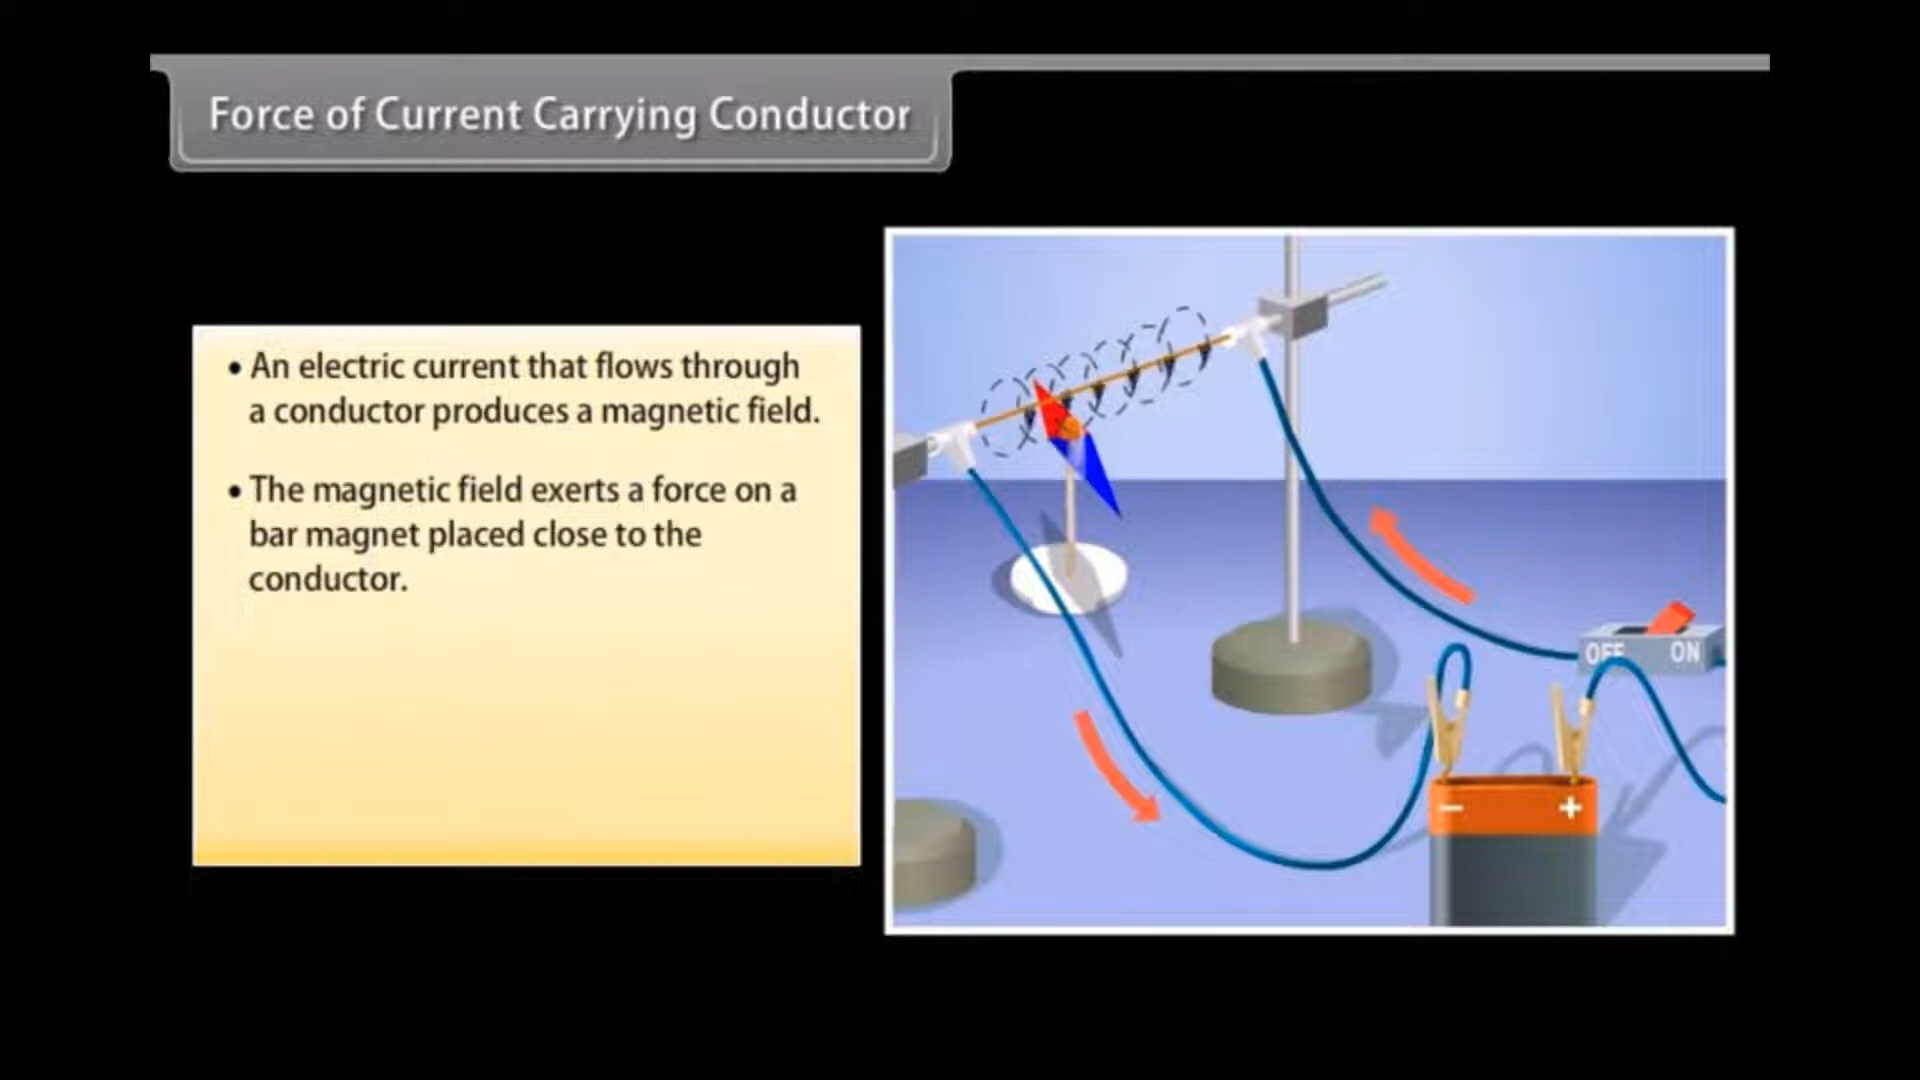 Force of Current Carrying Conductor
• An electric current that flows through
a conductor produces a magnetic field.
• The magnetic field exerts a force on a
bar magnet placed close to the
conductor.
OFF ON
− +